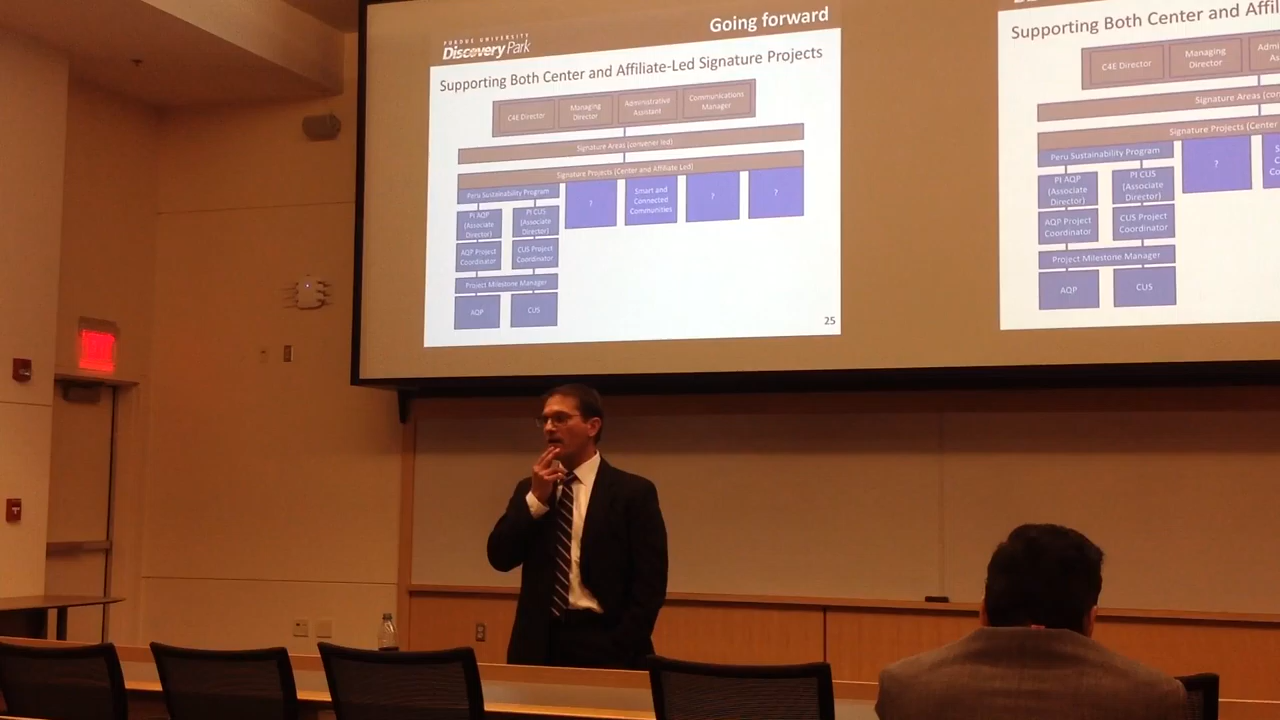 Going forward
PURDUE UNIVERSITY
Discovery Park
Supporting Both Center and Affiliate-Led Signature Projects
C4E Director
Managing
Director
Administrative
Assistant
Communications
Manager
Signature Areas (convener led)
Signature Projects (Center and Affiliate Led)
Peru Sustainability Program
?
Smart and
Connected
Communities
?
?
PI AQP
(Associate
Director)
PI CUS
(Associate
Director)
AQP Project
Coordinator
CUS Project
Coordinator
Project Milestone Manager
AQP
CUS
25
Supporting Both Center and Affil
C4E Director
Managing
Director
Adm
As
Signature Areas (con
Signature Projects (Center
Peru Sustainability Program
?
S
Co
Co
PI AQP
(Associate
Director)
PI CUS
(Associate
Director)
AQP Project
Coordinator
CUS Project
Coordinator
Project Milestone Manager
AQP
CUS